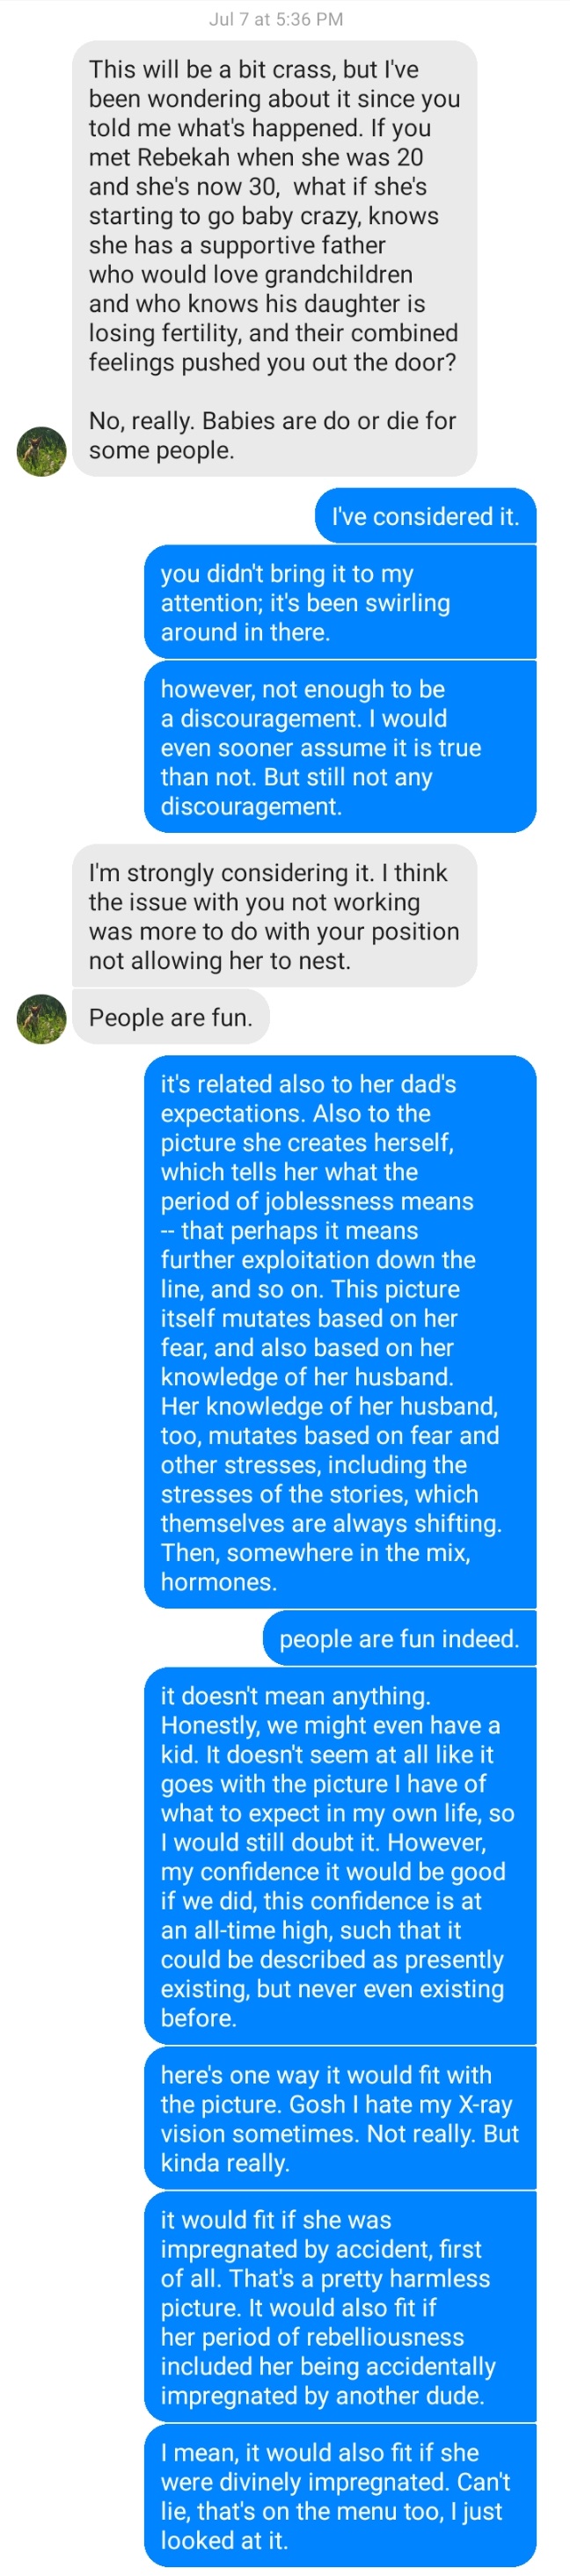 Jul 7 at 5:36 PM
This will be a bit crass, but I've
been wondering about it since you
told me what's happened. If you
met Rebekah when she was 20
and she's now 30,  what if she's
starting to go baby crazy, knows
she has a supportive father
who would love grandchildren
and who knows his daughter is
losing fertility, and their combined
feelings pushed you out the door?
No, really. Babies are do or die for
some people.
I've considered it.
you didn't bring it to my
attention; it's been swirling
around in there.
however, not enough to be
a discouragement. I would
even sooner assume it is true
than not. But still not any
discouragement.
I'm strongly considering it. I think
the issue with you not working
was more to do with your position
not allowing her to nest.
People are fun.
it's related also to her dad's
expectations. Also to the
picture she creates herself,
which tells her what the
period of joblessness means
-- that perhaps it means
further exploitation down the
line, and so on. This picture
itself mutates based on her
fear, and also based on her
knowledge of her husband.
Her knowledge of her husband,
too, mutates based on fear and
other stresses, including the
stresses of the stories, which
themselves are always shifting.
Then, somewhere in the mix,
hormones.
people are fun indeed.
it doesn't mean anything.
Honestly, we might even have a
kid. It doesn't seem at all like it
goes with the picture I have of
what to expect in my own life, so
I would still doubt it. However,
my confidence it would be good
if we did, this confidence is at
an all-time high, such that it
could be described as presently
existing, but never even existing
before.
here's one way it would fit with
the picture. Gosh I hate my X-ray
vision sometimes. Not really. But
kinda really.
it would fit if she was
impregnated by accident, first
of all. That's a pretty harmless
picture. It would also fit if
her period of rebelliousness
included her being accidentally
impregnated by another dude.
I mean, it would also fit if she
were divinely impregnated. Can't
lie, that's on the menu too, I just
looked at it.